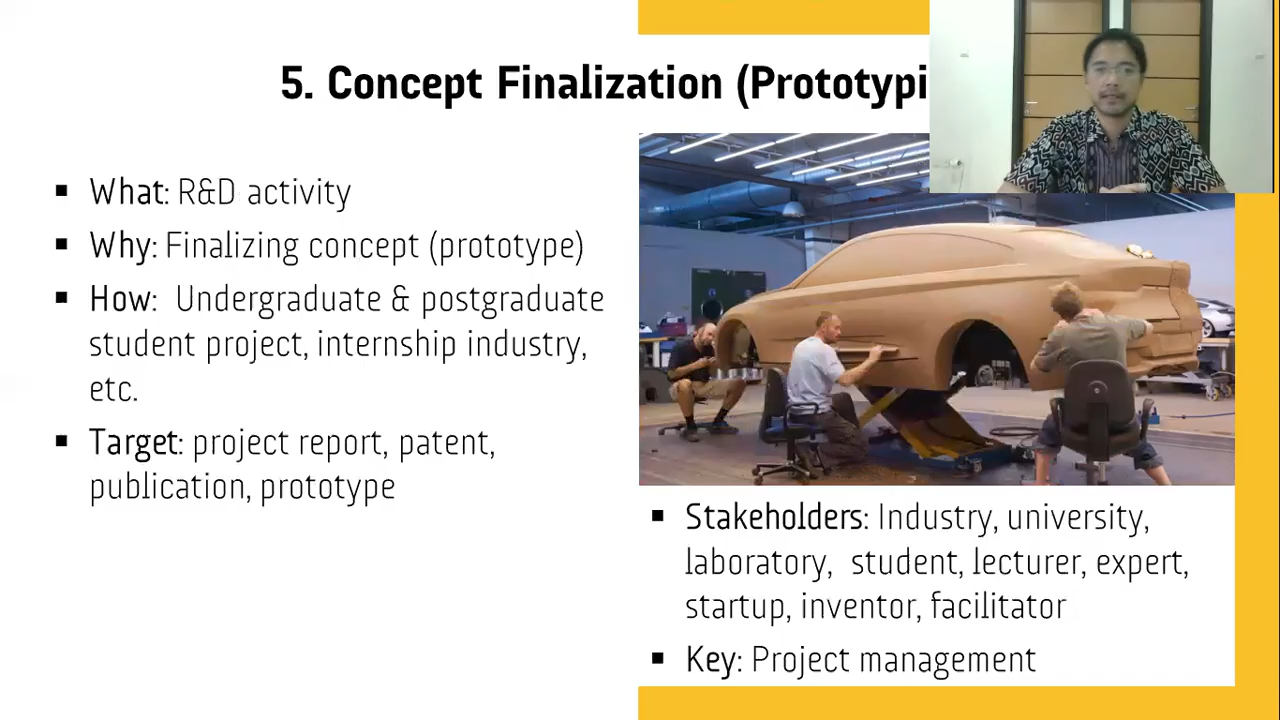 5. Concept Finalization (Prototypi
▪ What: R&D activity
▪ Why: Finalizing concept (prototype)
▪ How: Undergraduate & postgraduate
student project, internship industry,
etc.
▪ Target: project report, patent,
publication, prototype
▪ Stakeholders: Industry, university,
laboratory, student, lecturer, expert,
startup, inventor, facilitator
▪ Key: Project management